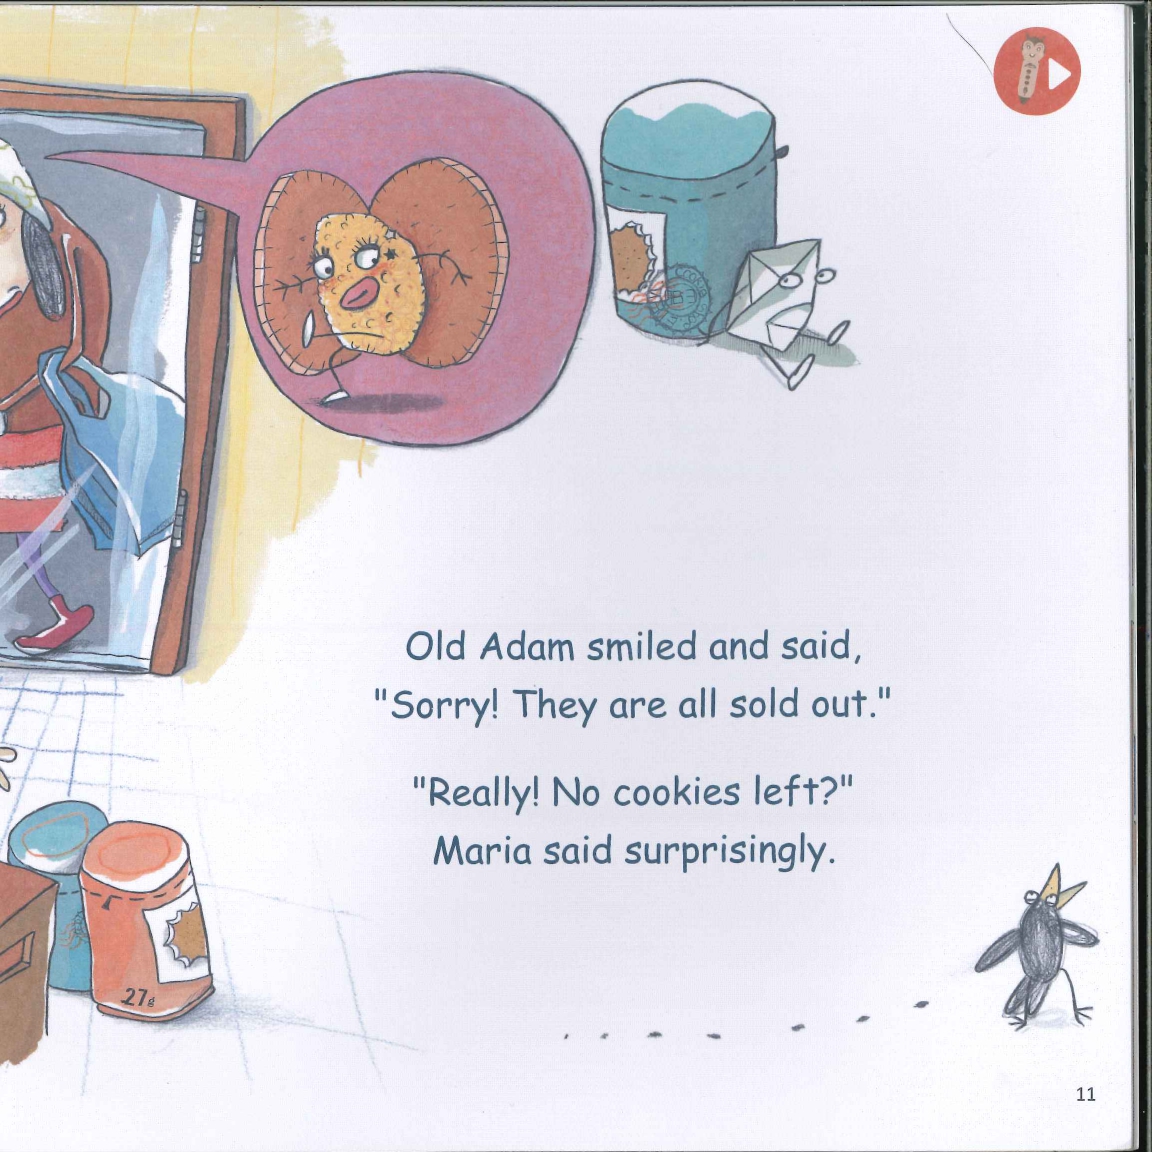 Old Adam smiled and said,
"Sorry! They are all sold out."
"Really! No cookies left?"
Maria said surprisingly.
27g
11